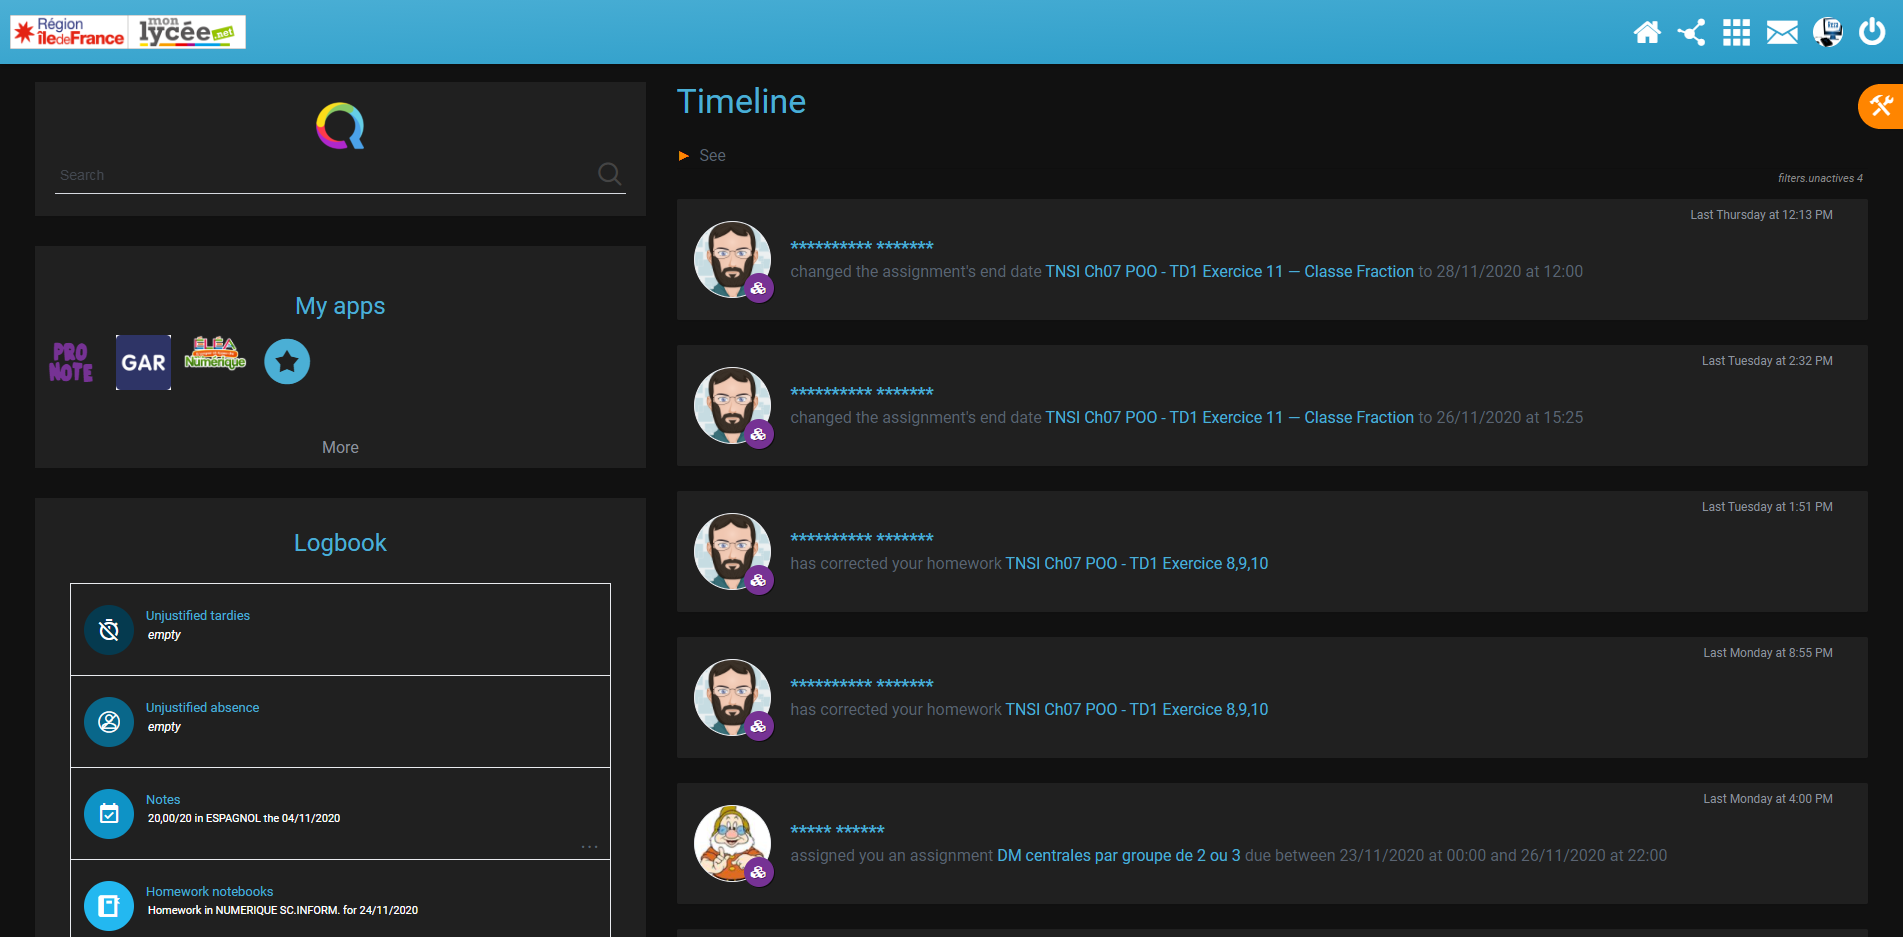 Région
îledeFrance
mon
lycée.net
Search
My apps
PRO
NOTE
GAR
ÉLÉA
Numérique
More
Logbook
Unjustified tardies
empty
Unjustified absence
empty
Notes
20,00/20 in ESPAGNOL the 04/11/2020
...
Homework notebooks
Homework in NUMERIQUE SC.INFORM. for 24/11/2020
Timeline
See
filters.unactives 4
Last Thursday at 12:13 PM
********** *******
changed the assignment's end date TNSI Ch07 POO - TD1 Exercice 11 — Classe Fraction to 28/11/2020 at 12:00
Last Tuesday at 2:32 PM
********** *******
changed the assignment's end date TNSI Ch07 POO - TD1 Exercice 11 — Classe Fraction to 26/11/2020 at 15:25
Last Tuesday at 1:51 PM
********** *******
has corrected your homework TNSI Ch07 POO - TD1 Exercice 8,9,10
Last Monday at 8:55 PM
********** *******
has corrected your homework TNSI Ch07 POO - TD1 Exercice 8,9,10
Last Monday at 4:00 PM
***** ******
assigned you an assignment DM centrales par groupe de 2 ou 3 due between 23/11/2020 at 00:00 and 26/11/2020 at 22:00